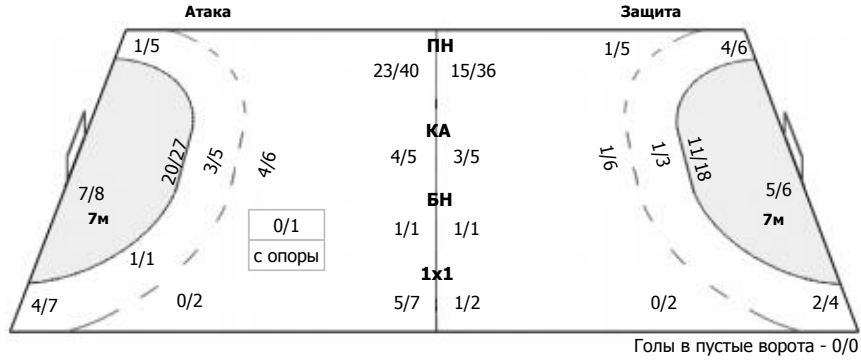 Атака
Защита
1/5
ПН
1/5
4/6
23/40
15/36
КА
20/27
3/5
4/6
4/5
3/5
1/6
1/3
11/18
7/8
7м
БН
5/6
7м
0/1
с опоры
1/1
1/1
1/1
1x1
4/7
0/2
5/7
1/2
0/2
2/4
Голы в пустые ворота - 0/0